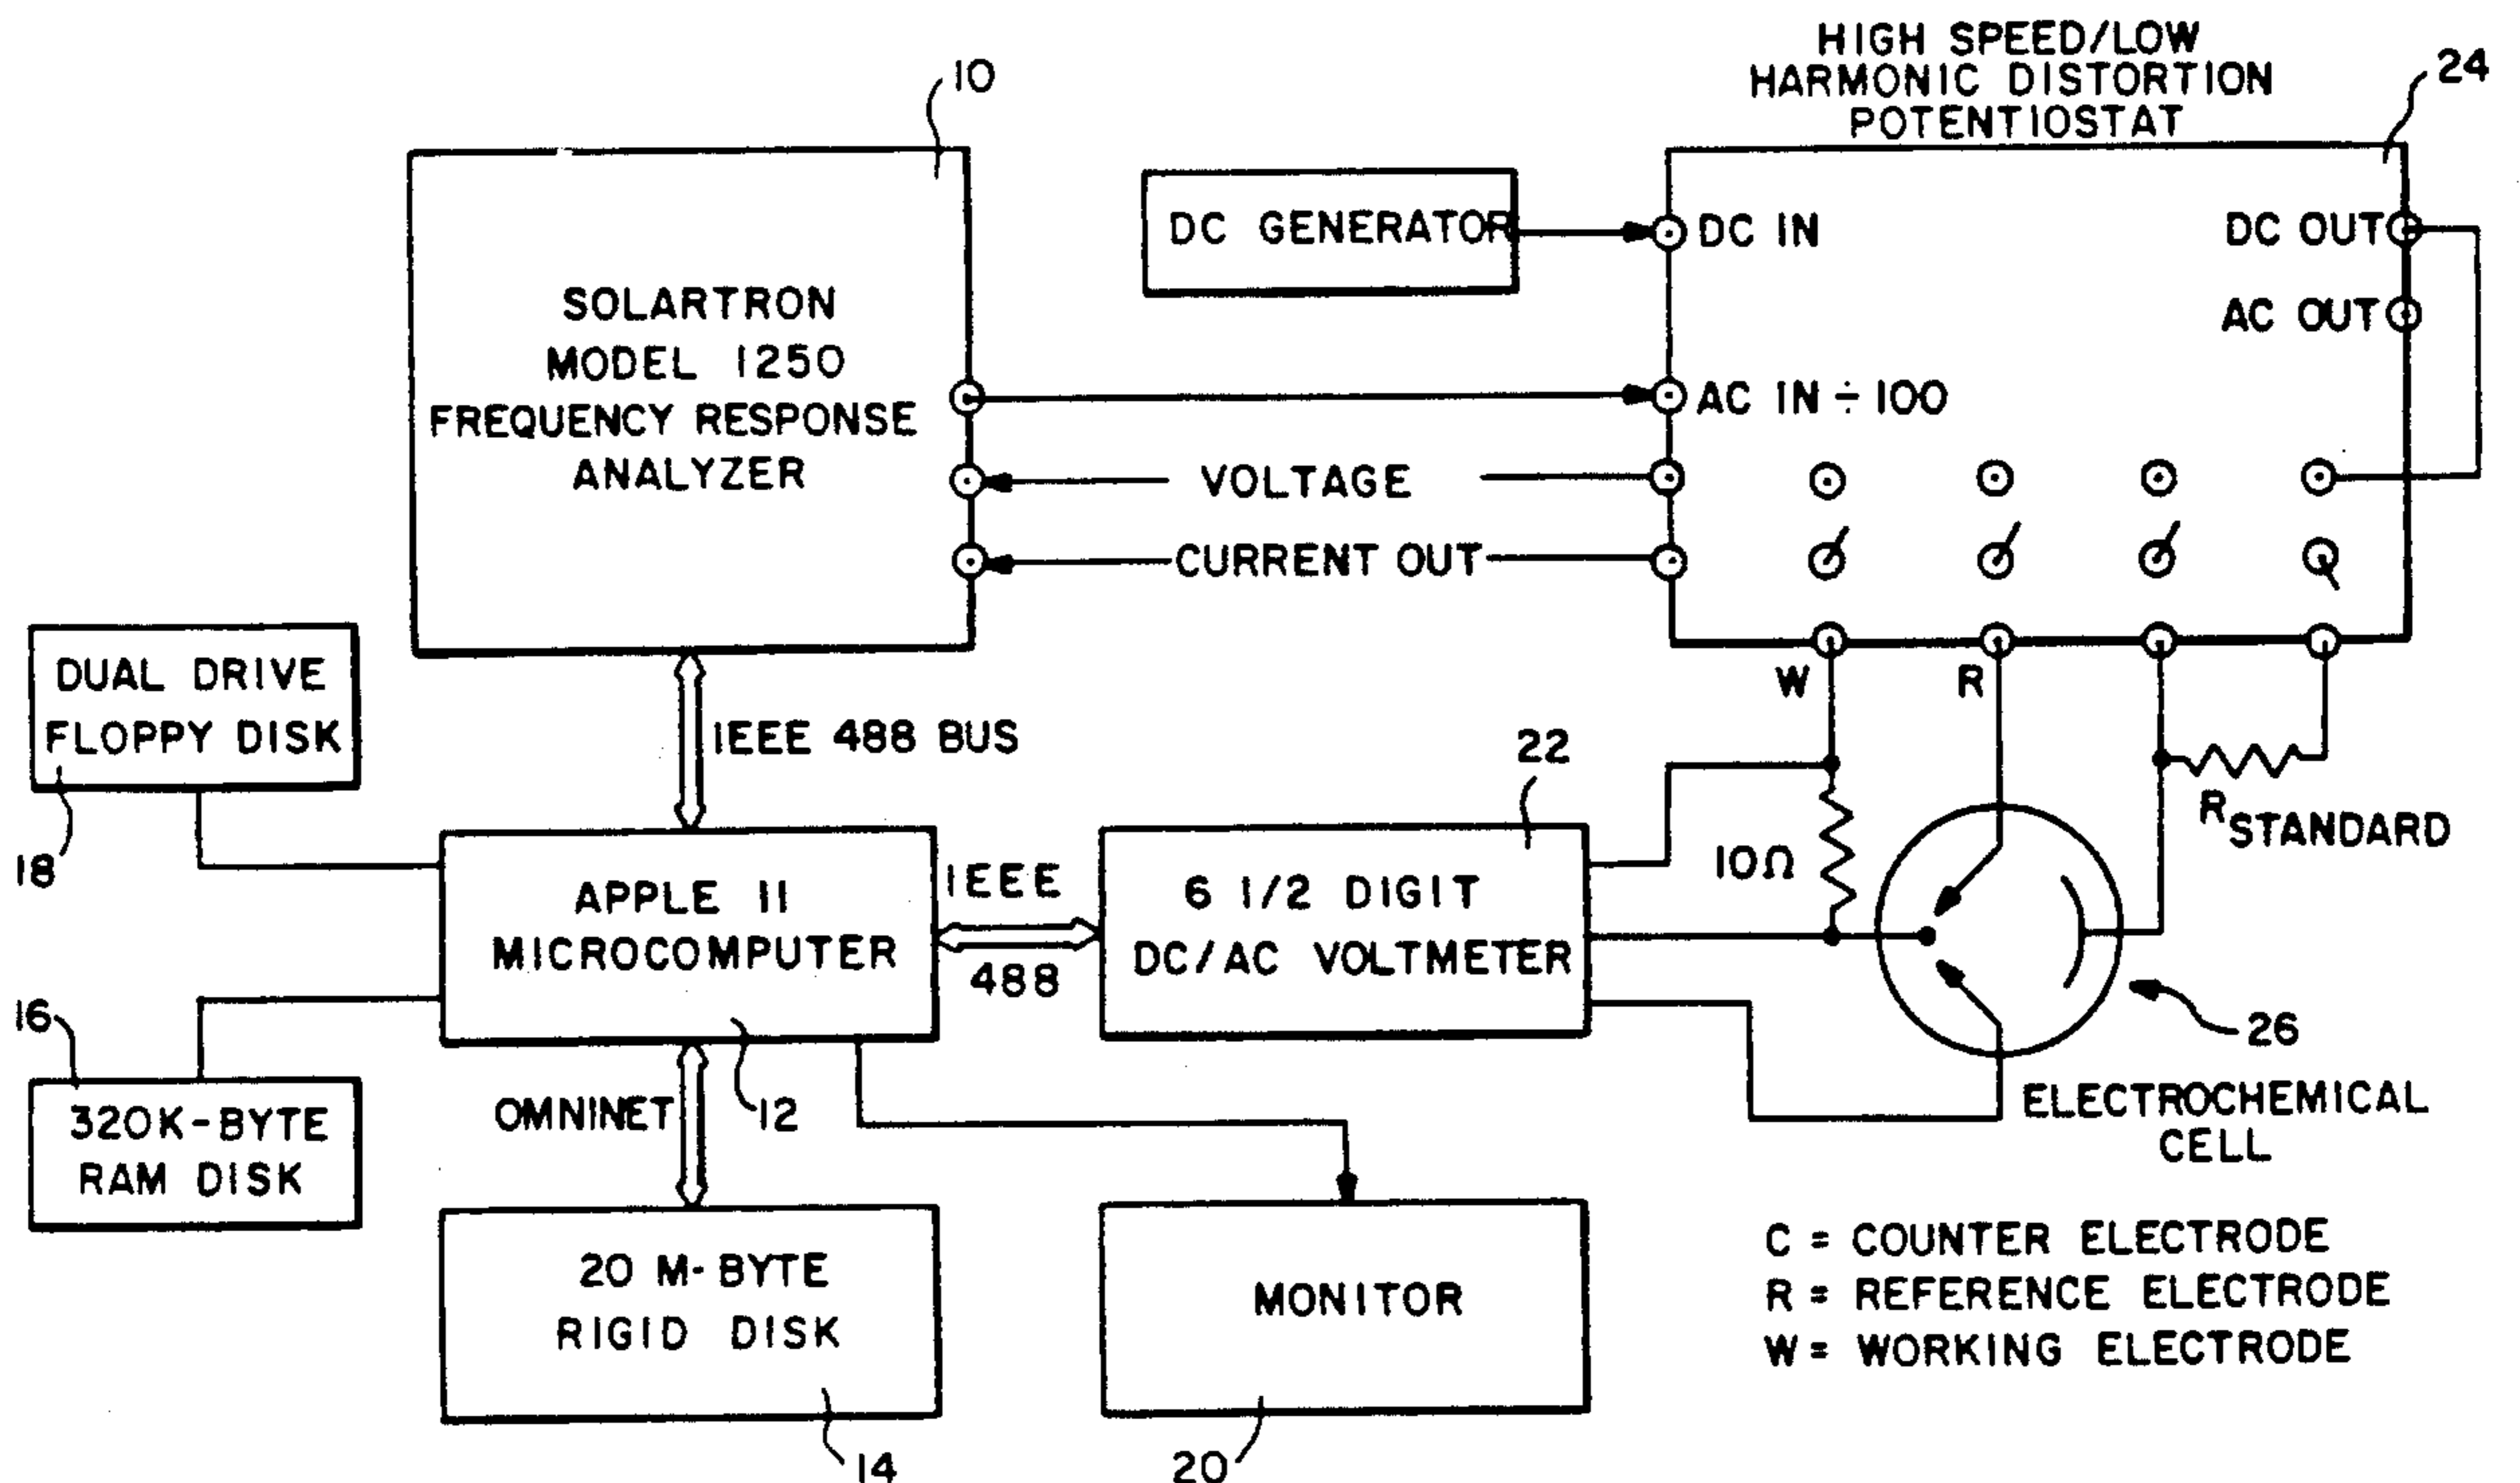 HIGH SPEED/LOW
HARMONIC DISTORTION
POTENTIOSTAT
24
10
SOLARTRON
MODEL 1250
FREQUENCY RESPONSE
ANALYZER
DC GENERATOR
DC IN
DC OUT
AC OUT
AC IN ÷ 100
VOLTAGE
CURRENT OUT
DUAL DRIVE
FLOPPY DISK
18
IEEE 488 BUS
W
R
22
10Ω
R STANDARD
APPLE II
MICROCOMPUTER
12
IEEE
488
6 1/2 DIGIT
DC/AC VOLTMETER
26
ELECTROCHEMICAL
CELL
16
320K-BYTE
RAM DISK
OMNINET
20 M-BYTE
RIGID DISK
14
MONITOR
20
C = COUNTER ELECTRODE
R = REFERENCE ELECTRODE
W = WORKING ELECTRODE